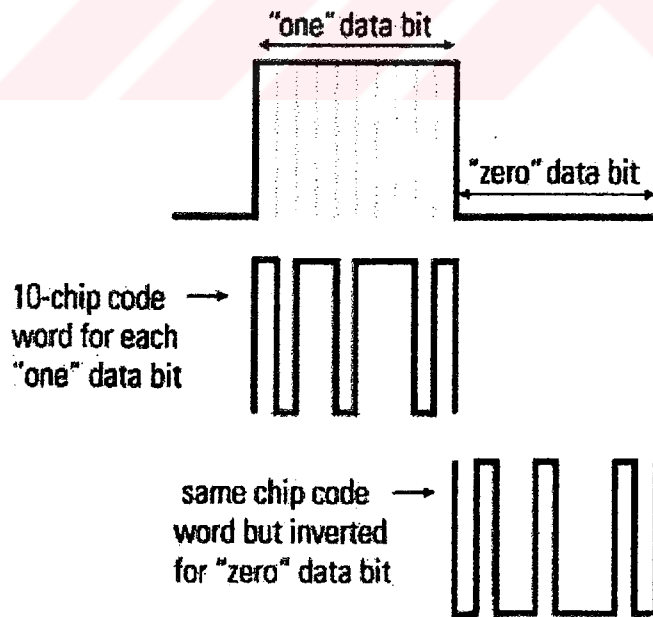 "one" data bit
"zero" data bit
10-chip code
word for each
"one" data bit
same chip code
word but inverted
for "zero" data bit